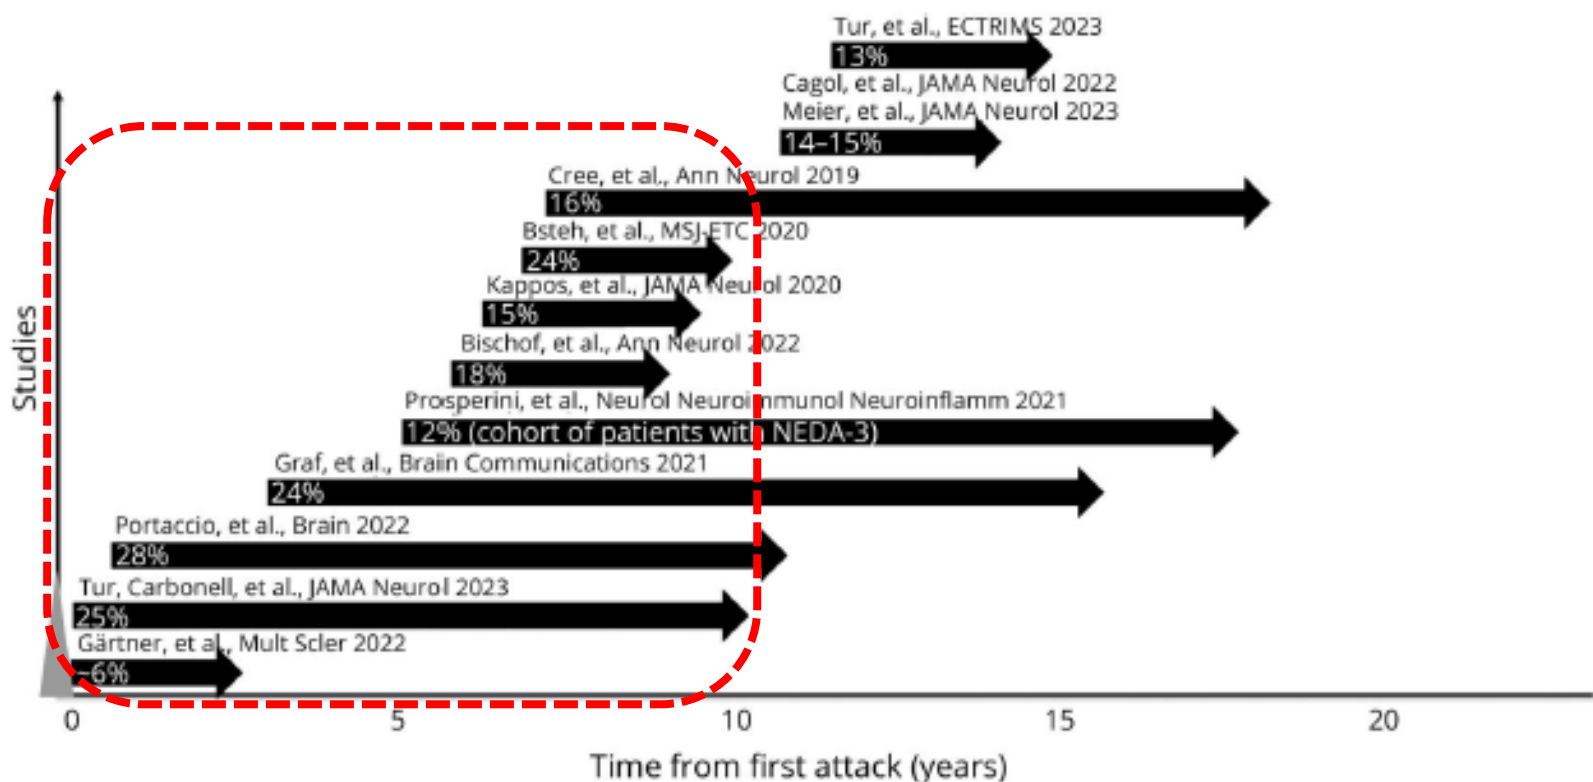 Tur, et al., ECTRIMS 2023
13%
Cagol, et al., JAMA Neurol 2022
Meier, et al., JAMA Neurol 2023
14–15%
Cree, et al., Ann Neurol 2019
16%
Bsteh, et al., MSJ-ETC 2020
24%
Kappos, et al., JAMA Neurol 2020
15%
Bischof, et al., Ann Neurol 2022
18%
Prosperini, et al., Neurol Neuroimmunol Neuroinflamm 2021
12% (cohort of patients with NEDA-3)
Graf, et al., Brain Communications 2021
24%
Portaccio, et al., Brain 2022
28%
Tur, Carbonell, et al., JAMA Neurol 2023
25%
Gärtner, et al., Mult Scler 2022
~6%
Studies
0 5 10 15 20
Time from first attack (years)